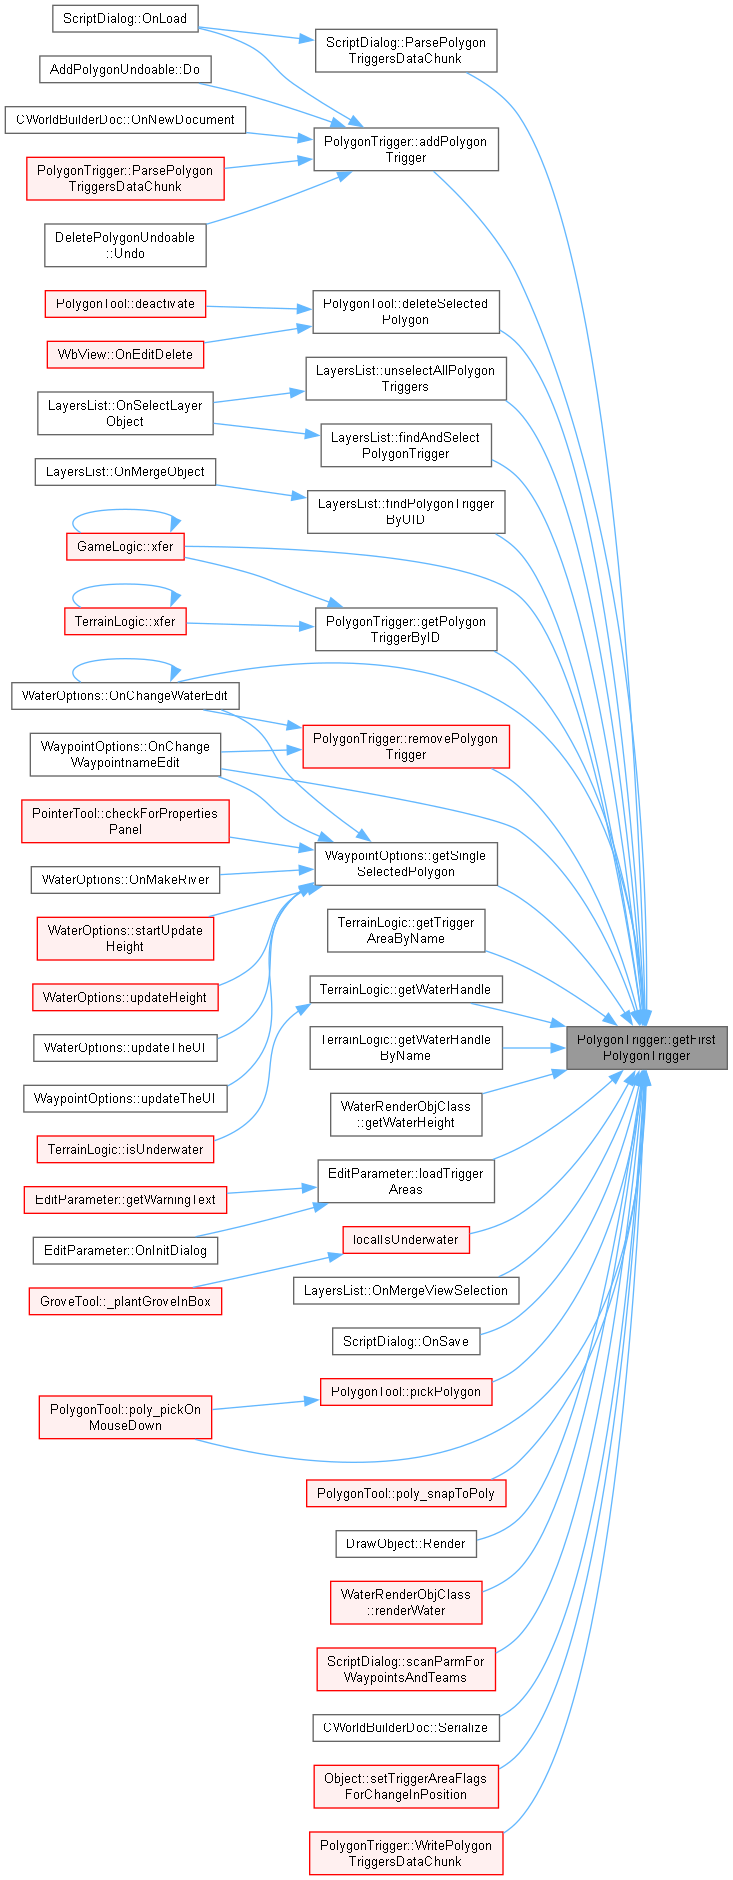 ScriptDialog::OnLoad
ScriptDialog::ParsePolygon
TriggersDataChunk
AddPolygonUndoable::Do
CWorldBuilderDoc::OnNewDocument
PolygonTrigger::addPolygon
Trigger
PolygonTrigger::ParsePolygon
TriggersDataChunk
DeletePolygonUndoable
::Undo
PolygonTool::deactivate
PolygonTool::deleteSelected
Polygon
WbView::OnEditDelete
LayersList::unselectAllPolygon
Triggers
LayersList::OnSelectLayer
Object
LayersList::findAndSelect
PolygonTrigger
LayersList::OnMergeObject
LayersList::findPolygonTrigger
ByUID
GameLogic::xfer
TerrainLogic::xfer
PolygonTrigger::getPolygon
TriggerByID
WaterOptions::OnChangeWaterEdit
PolygonTrigger::removePolygon
Trigger
WaypointOptions::OnChange
WaypointnameEdit
PointerTool::checkForProperties
Panel
WaypointOptions::getSingle
SelectedPolygon
WaterOptions::OnMakeRiver
WaterOptions::startUpdate
Height
TerrainLogic::getTrigger
AreaByName
WaterOptions::updateHeight
TerrainLogic::getWaterHandle
WaterOptions::updateTheUI
TerrainLogic::getWaterHandle
ByName
PolygonTrigger::getFirst
PolygonTrigger
WaypointOptions::updateTheUI
WaterRenderObjClass
::getWaterHeight
TerrainLogic::isUnderwater
EditParameter::loadTrigger
Areas
EditParameter::getWarningText
EditParameter::OnInitDialog
localIsUnderwater
LayersList::OnMergeViewSelection
GroveTool::_plantGroveInBox
ScriptDialog::OnSave
PolygonTool::pickPolygon
PolygonTool::poly_pickOn
MouseDown
PolygonTool::poly_snapToPoly
DrawObject::Render
WaterRenderObjClass
::renderWater
ScriptDialog::scanParmFor
WaypointsAndTeams
CWorldBuilderDoc::Serialize
Object::setTriggerAreaFlags
ForChangeInPosition
PolygonTrigger::WritePolygon
TriggersDataChunk